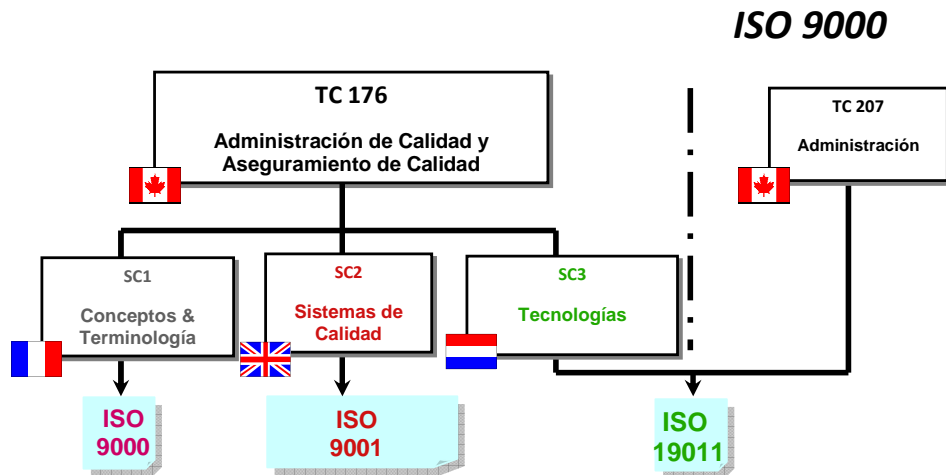 ISO 9000
TC 176
Administración de Calidad y
Aseguramiento de Calidad
TC 207
Administración
SC1
Conceptos &
Terminología
SC2
Sistemas de
Calidad
SC3
Tecnologías
ISO
9000
ISO
9001
ISO
19011